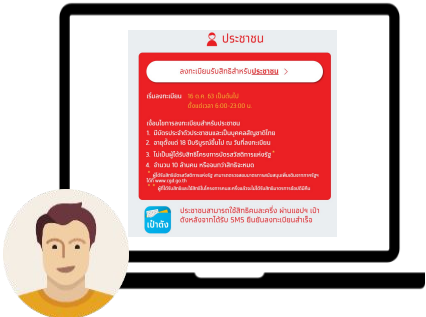 ประชาชน
ลงทะเบียนรับสิทธิสำหรับประชาชน >
เริ่มลงทะเบียน 16 ต.ค. 63 เป็นต้นไป
ตั้งแต่เวลา 6:00-23:00 น.
เงื่อนไขการลงทะเบียนสำหรับประชาชน
1. มีบัตรประจำตัวประชาชนและเป็นบุคคลสัญชาติไทย
2. อายุตั้งแต่ 18 ปีบริบูรณ์ขึ้นไป ณ วันที่ลงทะเบียน
3. ไม่เป็นผู้ได้รับสิทธิโครงการบัตรสวัสดิการแห่งรัฐ*
4. จำนวน 10 ล้านคน หรือจนกว่าสิทธิจะหมด
www.cgd.go.th
ประชาชนสามารถใช้สิทธิคนละครึ่ง ผ่านแอปฯ เป๋า
ตังหลังจากได้รับ SMS ยืนยันลงทะเบียนสำเร็จ
เป๋าตัง